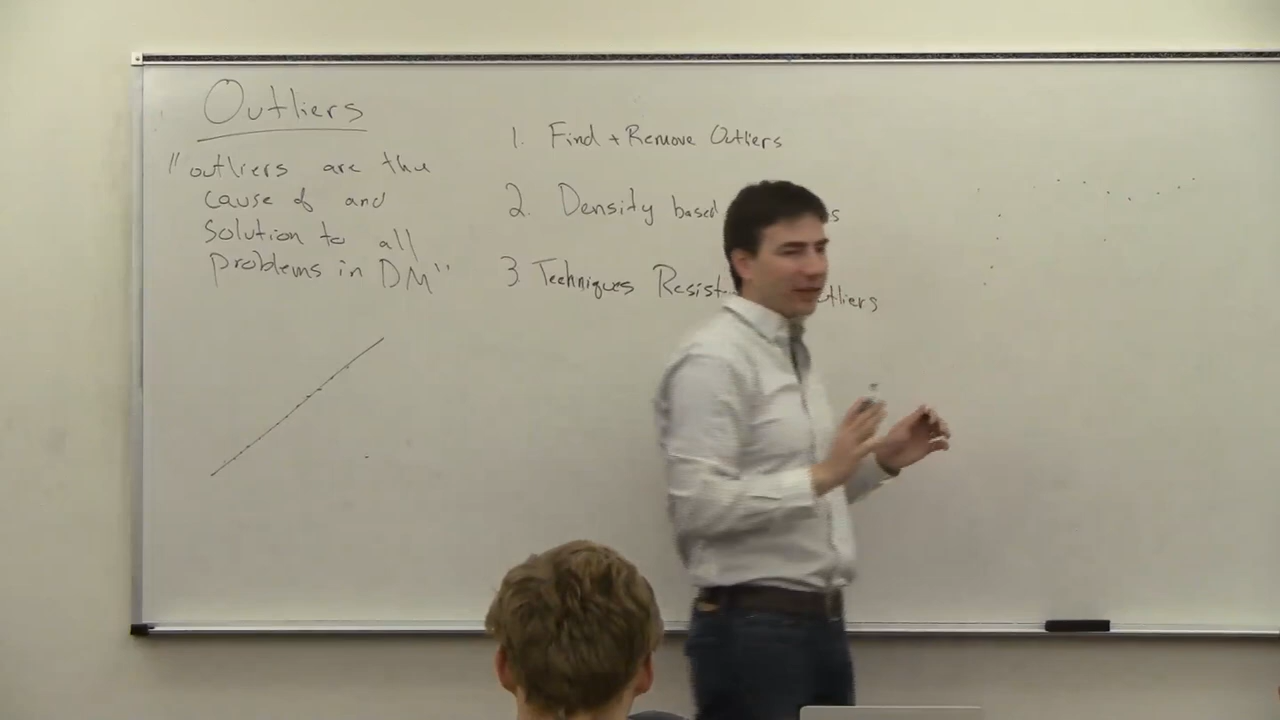 Outliers
"outliers are the
cause of and
solution to all
problems in DM"
1. Find + Remove Outliers
2. Density based
3. Techniques